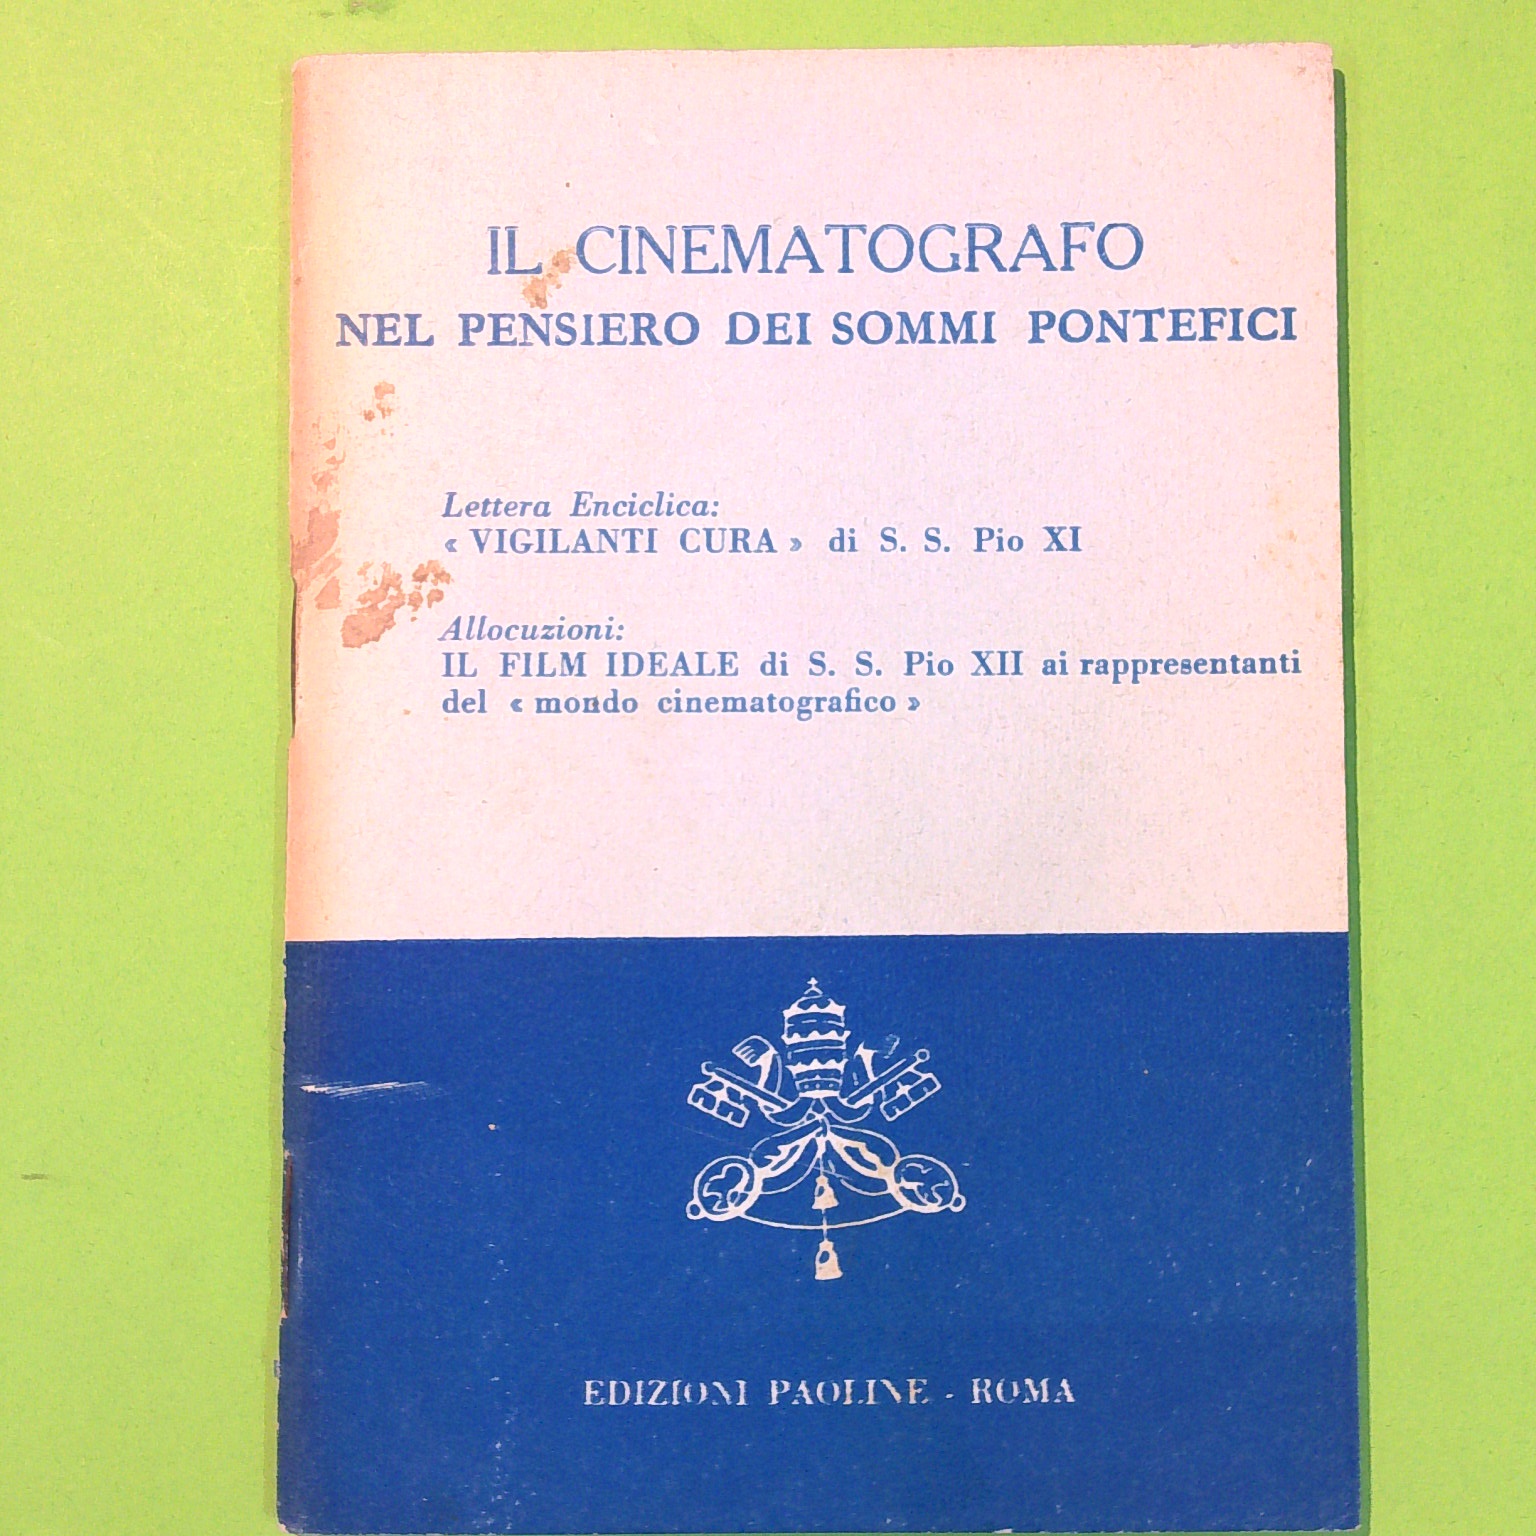 IL CINEMATOGRAFO
NEL PENSIERO DEI SOMMI PONTEFICI
Lettera Enciclica:
« VIGILANTI CURA » di S. S. Pio XI
Allocuzioni:
IL FILM IDEALE di S. S. Pio XII ai rappresentanti
del « mondo cinematografico »
EDIZIONI PAOLINE - ROMA